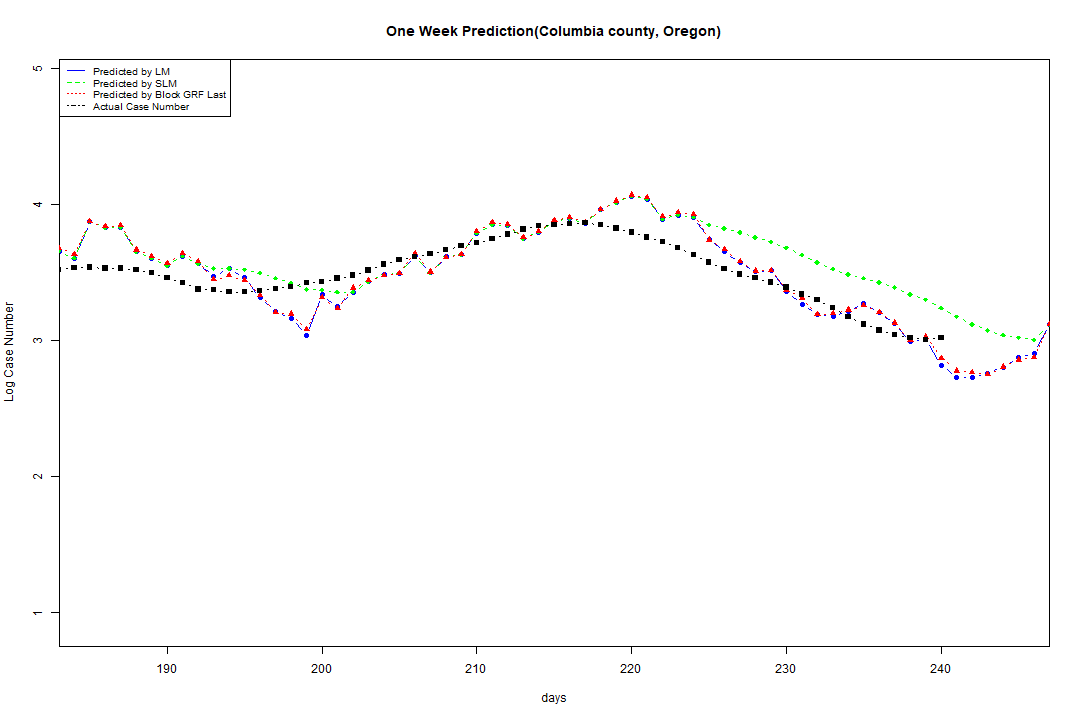 One Week Prediction(Columbia county, Oregon)
Predicted by LM
Predicted by SLM
Predicted by Block GRF Last
Actual Case Number
5
4
3
2
1
Log Case Number
190 200 210 220 230 240
days